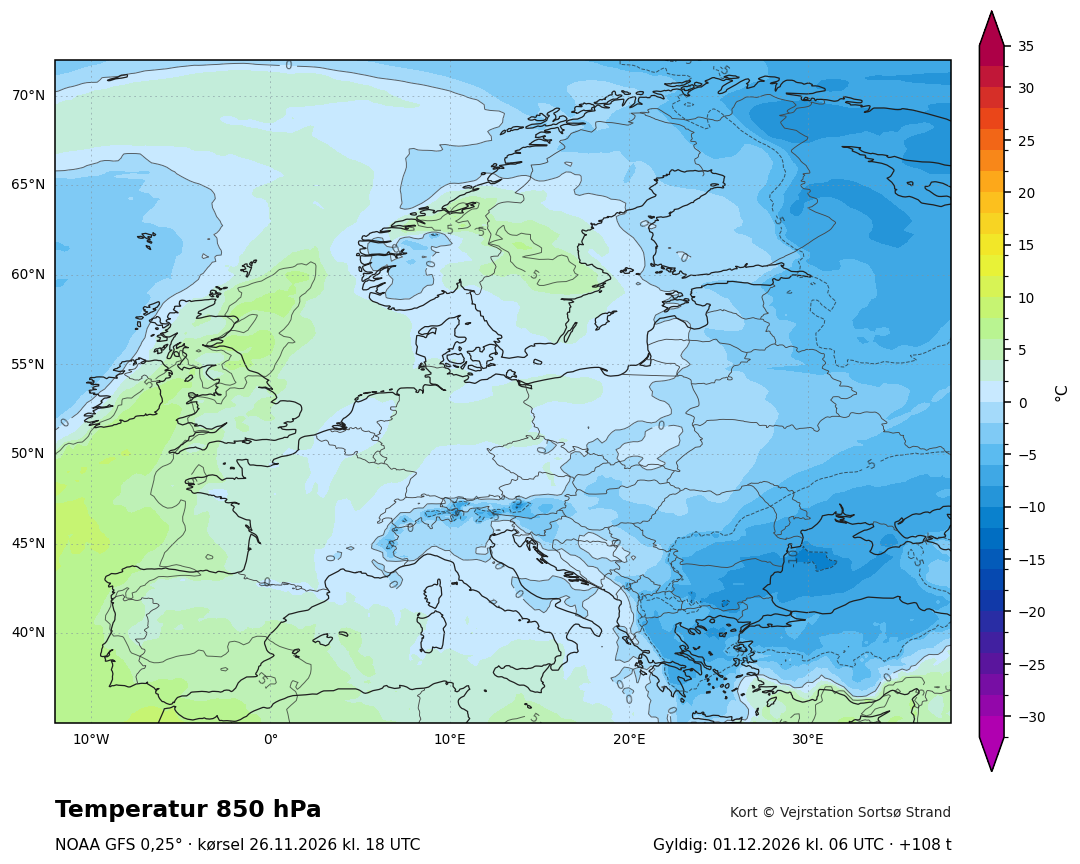 70°N
65°N
60°N
55°N
50°N
45°N
40°N
10°W
0°
10°E
20°E
30°E
35
30
25
20
15
10
5
0
−5
−10
−15
−20
−25
−30
°C
Temperatur 850 hPa
Kort © Vejrstation Sortsø Strand
NOAA GFS 0,25° · kørsel 26.11.2026 kl. 18 UTC
Gyldig: 01.12.2026 kl. 06 UTC · +108 t